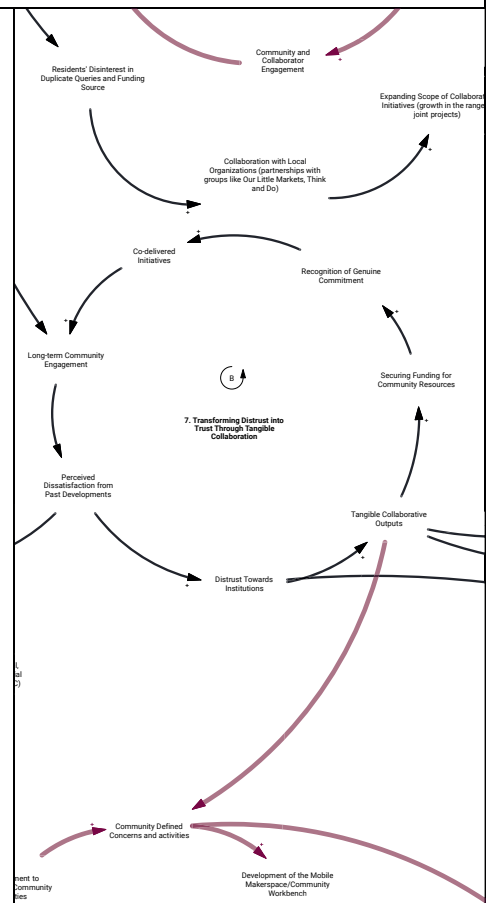 Community and
Collaborator
Engagement
Residents' Disinterest in
Duplicate Queries and Funding
Source
Expanding Scope of Collaborat
Initiatives (growth in the range
joint projects)
Collaboration with Local
Organizations (partnerships with
groups like Our Little Markets, Think
and Do)
Co-delivered
Initiatives
Recognition of Genuine
Commitment
Long-term Community
Engagement
Securing Funding for
Community Resources
B
7. Transforming Distrust into
Trust Through Tangible
Collaboration
Perceived
Dissatisfaction from
Past Developments
Tangible Collaborative
Outputs
Distrust Towards
Institutions
al
C)
Community Defined
Concerns and activities
nent to
Community
ties
Development of the Mobile
Makerspace/Community
Workbench